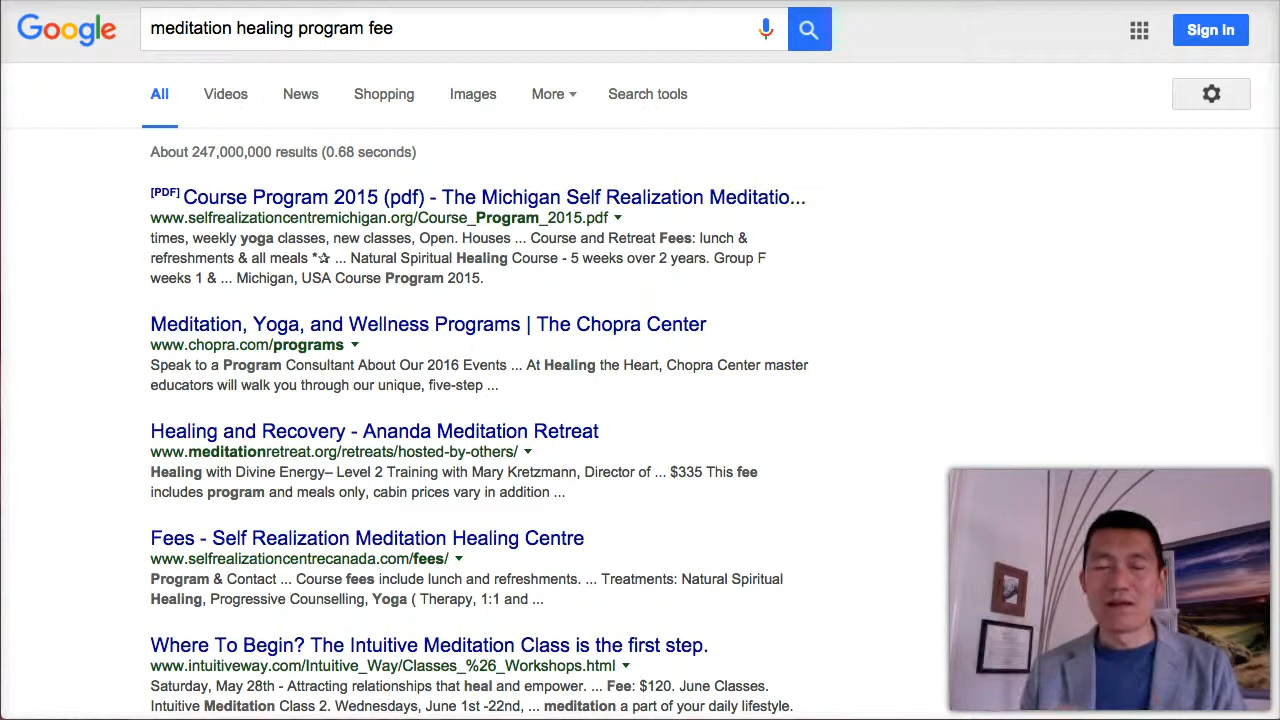 Google
meditation healing program fee
Sign in
All Videos News Shopping Images More Search tools
About 247,000,000 results (0.68 seconds)
[PDF] Course Program 2015 (pdf) - The Michigan Self Realization Meditatio...
www.selfrealizationcentremichigan.org/Course_Program_2015.pdf
times, weekly yoga classes, new classes, Open. Houses ... Course and Retreat Fees: lunch &
refreshments & all meals *✰ ... Natural Spiritual Healing Course - 5 weeks over 2 years. Group F
weeks 1 & ... Michigan, USA Course Program 2015.
Meditation, Yoga, and Wellness Programs | The Chopra Center
www.chopra.com/programs
Speak to a Program Consultant About Our 2016 Events ... At Healing the Heart, Chopra Center master
educators will walk you through our unique, five-step ...
Healing and Recovery - Ananda Meditation Retreat
www.meditationretreat.org/retreats/hosted-by-others/
Healing with Divine Energy– Level 2 Training with Mary Kretzmann, Director of ... $335 This fee
includes program and meals only, cabin prices vary in addition ...
Fees - Self Realization Meditation Healing Centre
www.selfrealizationcentrecanada.com/fees/
Program & Contact ... Course fees include lunch and refreshments. ... Treatments: Natural Spiritual
Healing, Progressive Counselling, Yoga ( Therapy, 1:1 and ...
Where To Begin? The Intuitive Meditation Class is the first step.
www.intuitiveway.com/Intuitive_Way/Classes_%26_Workshops.html
Saturday, May 28th - Attracting relationships that heal and empower. ... Fee: $120. June Classes.
Intuitive Meditation Class 2. Wednesdays, June 1st -22nd, ... meditation a part of your daily lifestyle.